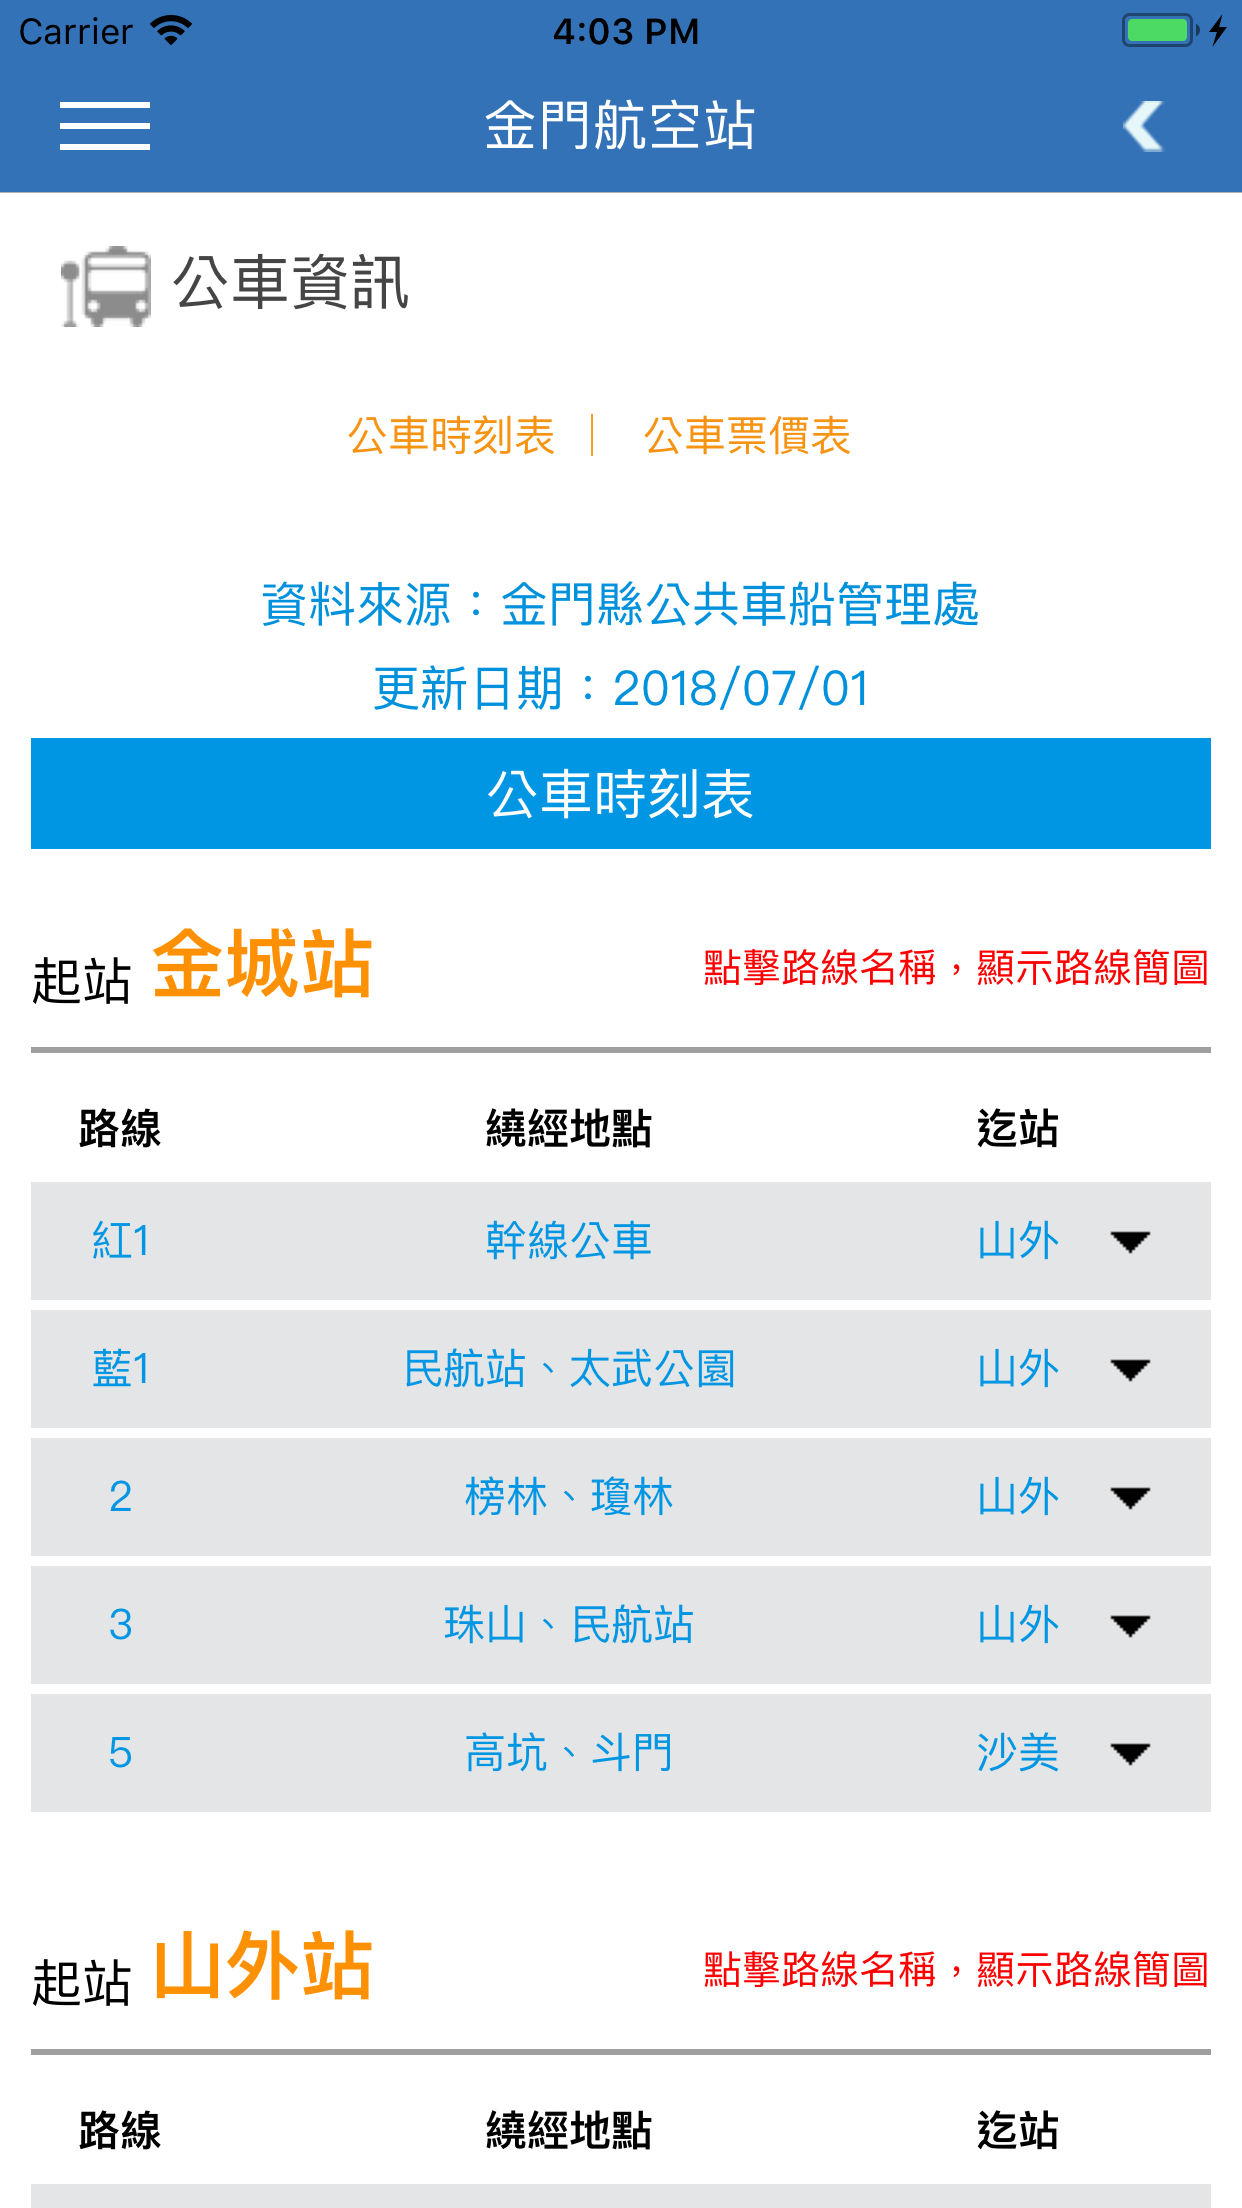 Carrier 4:03 PM
金門航空站
公車資訊
公車時刻表 | 公車票價表
資料來源：金門縣公共車船管理處
更新日期：2018/07/01
公車時刻表
起站 金城站 點擊路線名稱，顯示路線簡圖
路線 繞經地點 迄站
紅1 幹線公車 山外
藍1 民航站、太武公園 山外
2 榜林、瓊林 山外
3 珠山、民航站 山外
5 高坑、斗門 沙美
起站 山外站 點擊路線名稱，顯示路線簡圖
路線 繞經地點 迄站